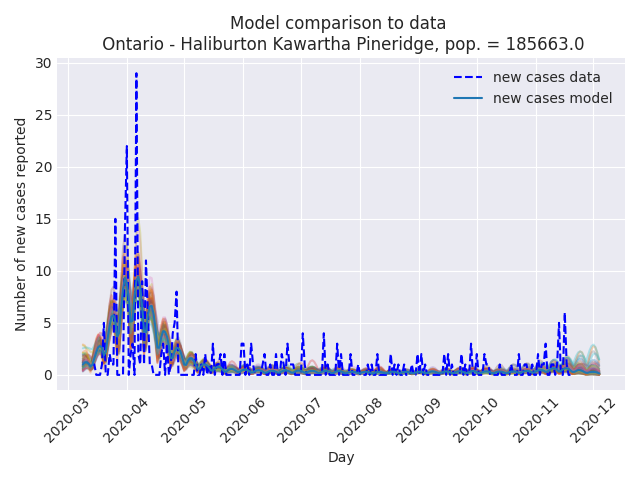 Model comparison to data
Ontario - Haliburton Kawartha Pineridge, pop. = 185663.0
new cases data
new cases model
Number of new cases reported
30
25
20
15
10
5
0
2020-03
2020-04
2020-05
2020-06
2020-07
2020-08
2020-09
2020-10
2020-11
2020-12
Day